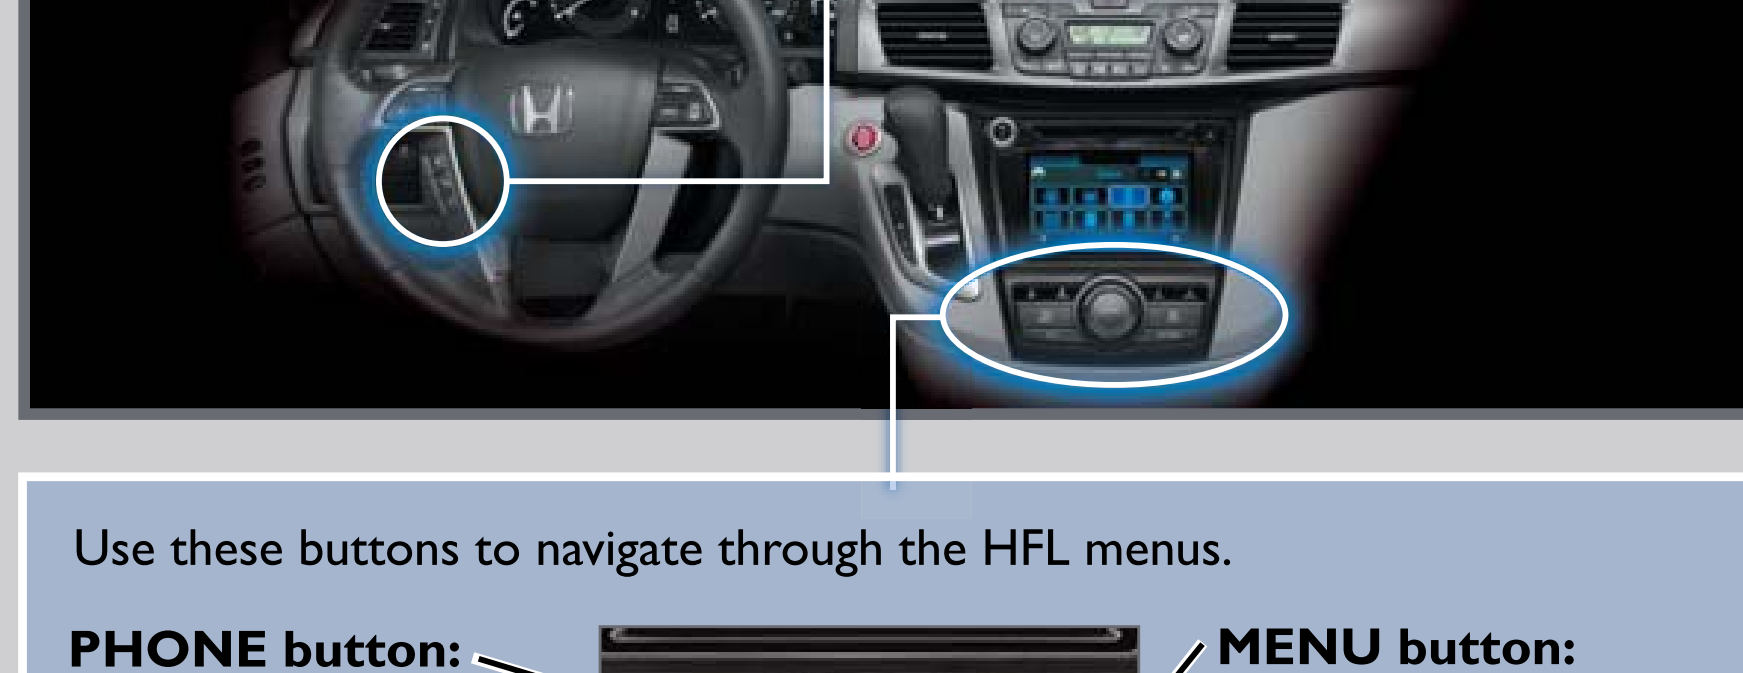 Use these buttons to navigate through the HFL menus.
PHONE button:
MENU button: